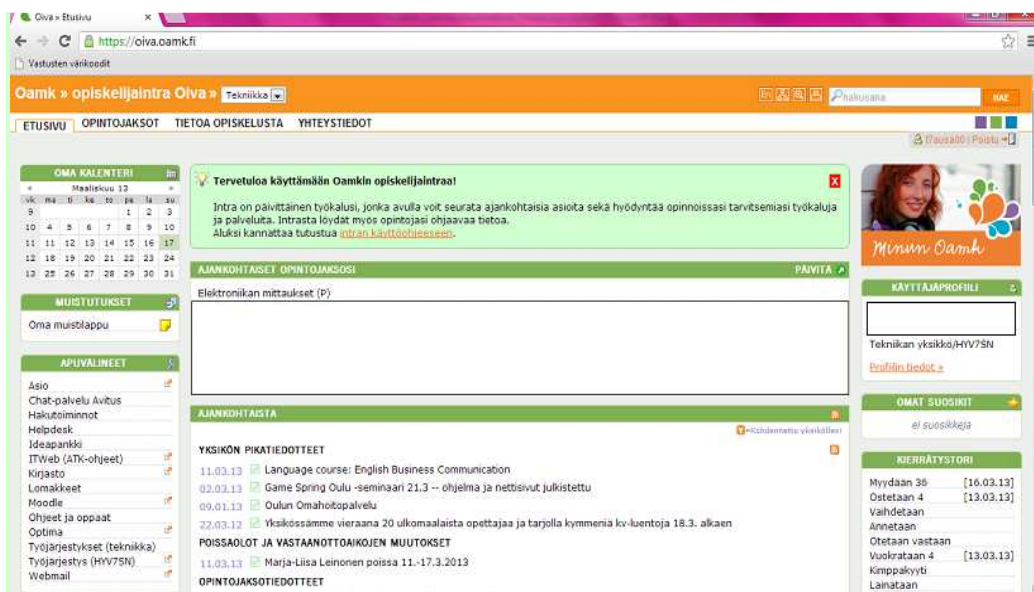 Oiva » Etusivu
https://oiva.oamk.fi
Vastusten värikoodit
Oamk » opiskelijaintra Oiva » Tekniikka
En
hakusana
HAE
ETUSIVU OPINTOJAKSOT TIETOA OPISKELUSTA YHTEYSTIEDOT
Poistu
OMA KALENTERI
« Maaliskuu 13 »
vk ma ti ke to pe la su
9 1 2 3
10 4 5 6 7 8 9 10
11 11 12 13 14 15 16 17
12 18 19 20 21 22 23 24
13 25 26 27 28 29 30 31
MUISTUTUKSET
Oma muistilappu
APUVÄLINEET
Asio
Chat-palvelu Avitus
Hakutoiminnot
Helpdesk
Ideapankki
ITWeb (ATK-ohjeet)
Kirjasto
Lomakkeet
Moodle
Ohjeet ja oppaat
Optima
Työjärjestykset (tekniikka)
Työjärjestys (HYV7SN)
Webmail
Tervetuloa käyttämään Oamkin opiskelijaintraa!
X
Intra on päivittäinen työkalusi, jonka avulla voit seurata ajankohtaisia asioita sekä hyödyntää opinnoissasi tarvitsemiasi työkaluja
ja palveluita. Intrasta löydät myös opintojasi ohjaavaa tietoa.
Aluksi kannattaa tutustua intran käyttöohjeeseen.
AJANKOHTAISET OPINTOJAKSOSI PÄIVITÄ
Elektroniikan mittaukset (P)
AJANKOHTAISTA
YKSIKÖN PIKATIEDOTTEET
11.03.13 Language course: English Business Communication
02.03.13 Game Spring Oulu -seminaari 21.3 -- ohjelma ja nettisivut julkistettu
09.01.13 Oulun Omahoitopalvelu
22.03.12 Yksikössämme vieraana 20 ulkomaalaista opettajaa ja tarjolla kymmeniä kv-luentoja 18.3. alkaen
POISSAOLOT JA VASTAANOTTOAIKOJEN MUUTOKSET
11.03.13 Marja-Liisa Leinonen poissa 11.-17.3.2013
OPINTOJAKSOTIEDOTTEET
Minun Oamk
KÄYTTÄJÄPROFIILI
Tekniikan yksikkö/HYV7SN
Profiilin tiedot »
OMAT SUOSIKIT
ei suosikkeja
KIERRÄTYSTORI
Myydään 36 [16.03.13]
Ostetaan 4 [13.03.13]
Vaihdetaan
Annetaan
Otetaan vastaan
Vuokrataan 4 [13.03.13]
Kimppakyyti
Lainataan